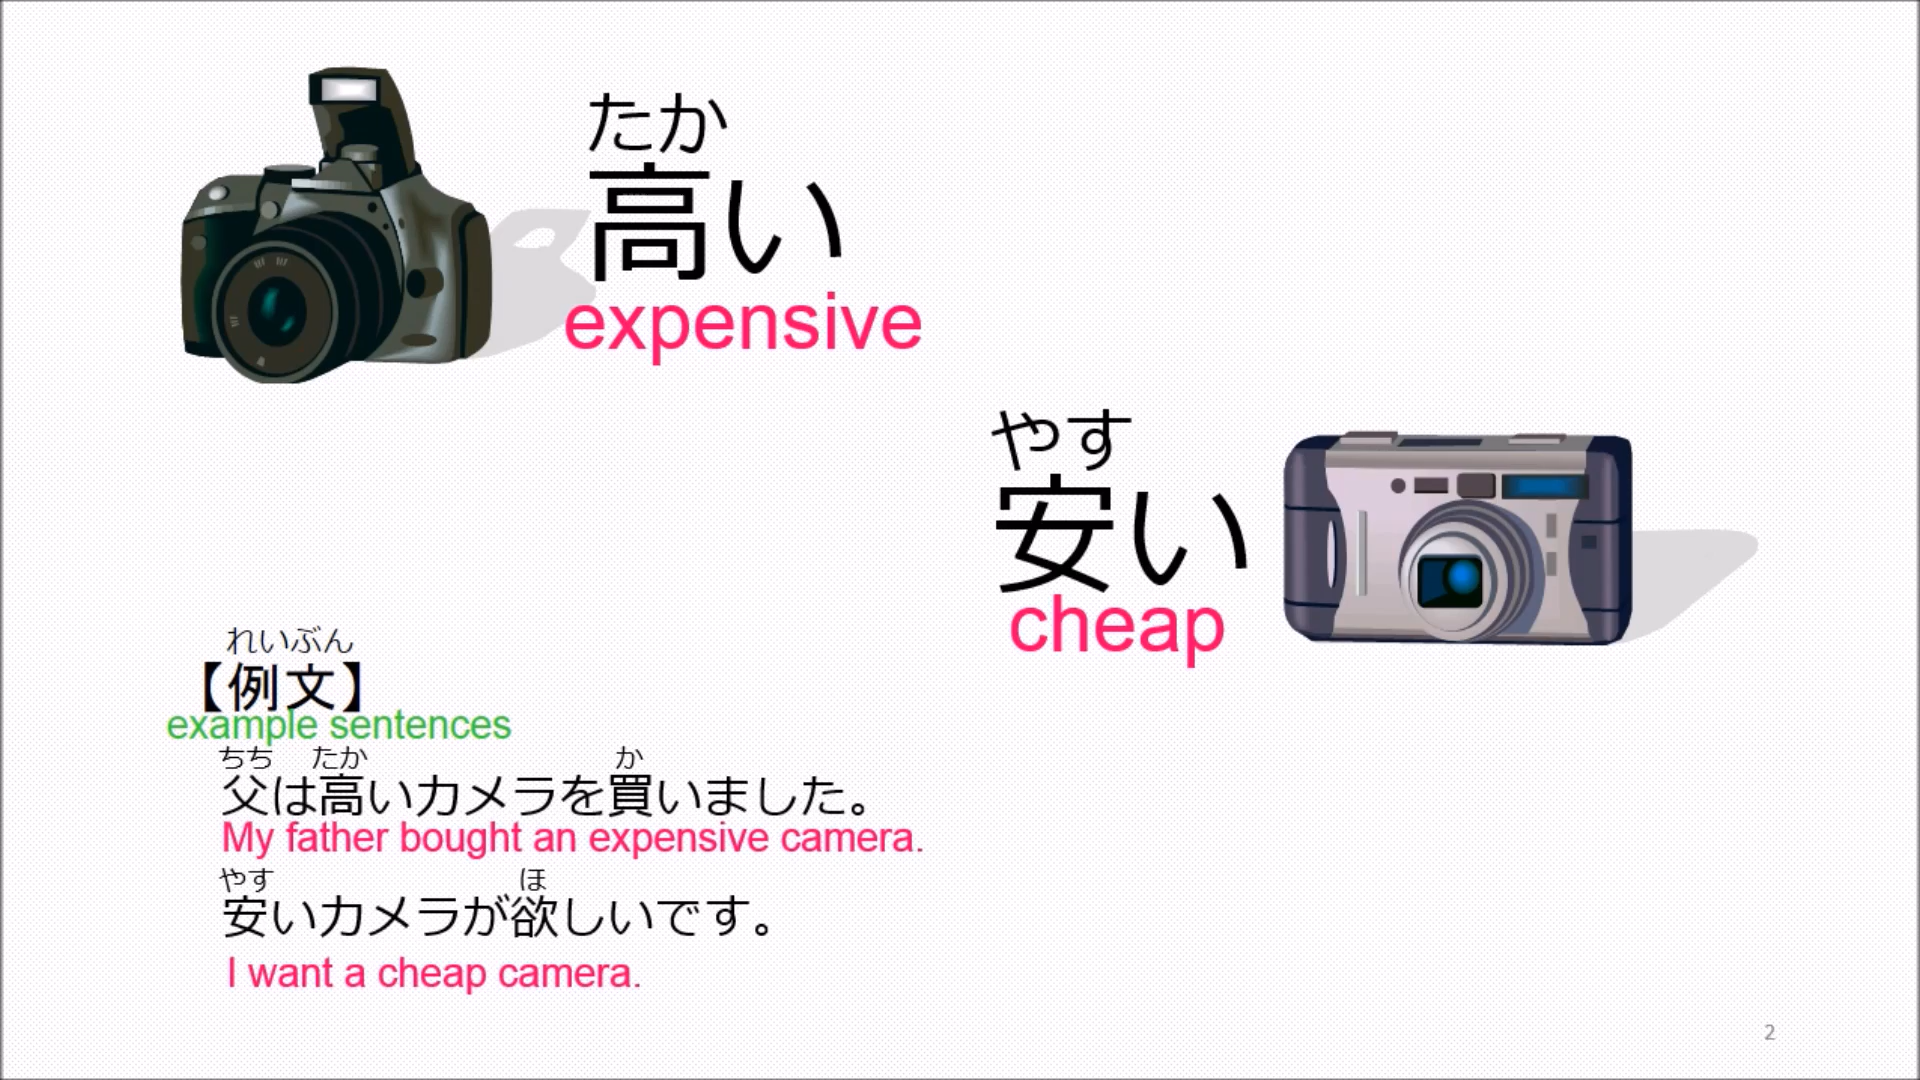 たか
高い
expensive
やす
安い
cheap
れいぶん
【例文】
example sentences
ちち たか か
父は高いカメラを買いました。
My father bought an expensive camera.
やす ほ
安いカメラが欲しいです。
I want a cheap camera.
2